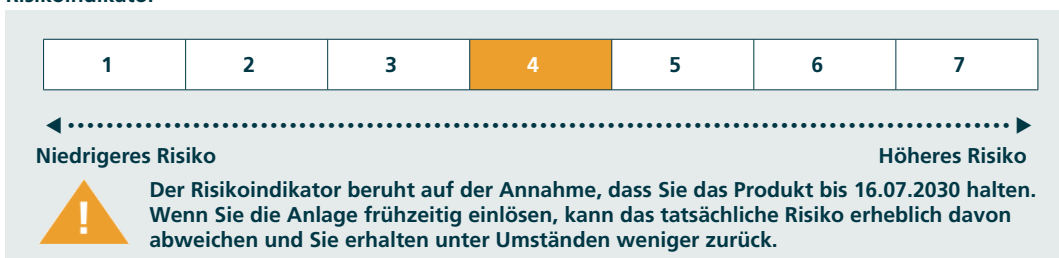 Risikoindikator
1 2 3 4 5 6 7
Niedrigeres Risiko Höheres Risiko
! Der Risikoindikator beruht auf der Annahme, dass Sie das Produkt bis 16.07.2030 halten.
Wenn Sie die Anlage frühzeitig einlösen, kann das tatsächliche Risiko erheblich davon
abweichen und Sie erhalten unter Umständen weniger zurück.